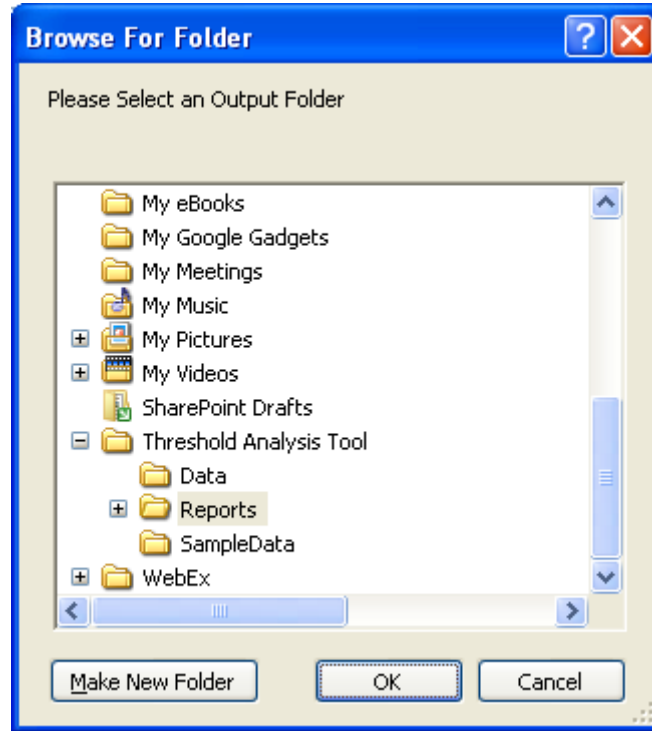 Browse For Folder
Please Select an Output Folder
My eBooks
My Google Gadgets
My Meetings
My Music
My Pictures
My Videos
SharePoint Drafts
Threshold Analysis Tool
Data
Reports
SampleData
WebEx
Make New Folder OK Cancel